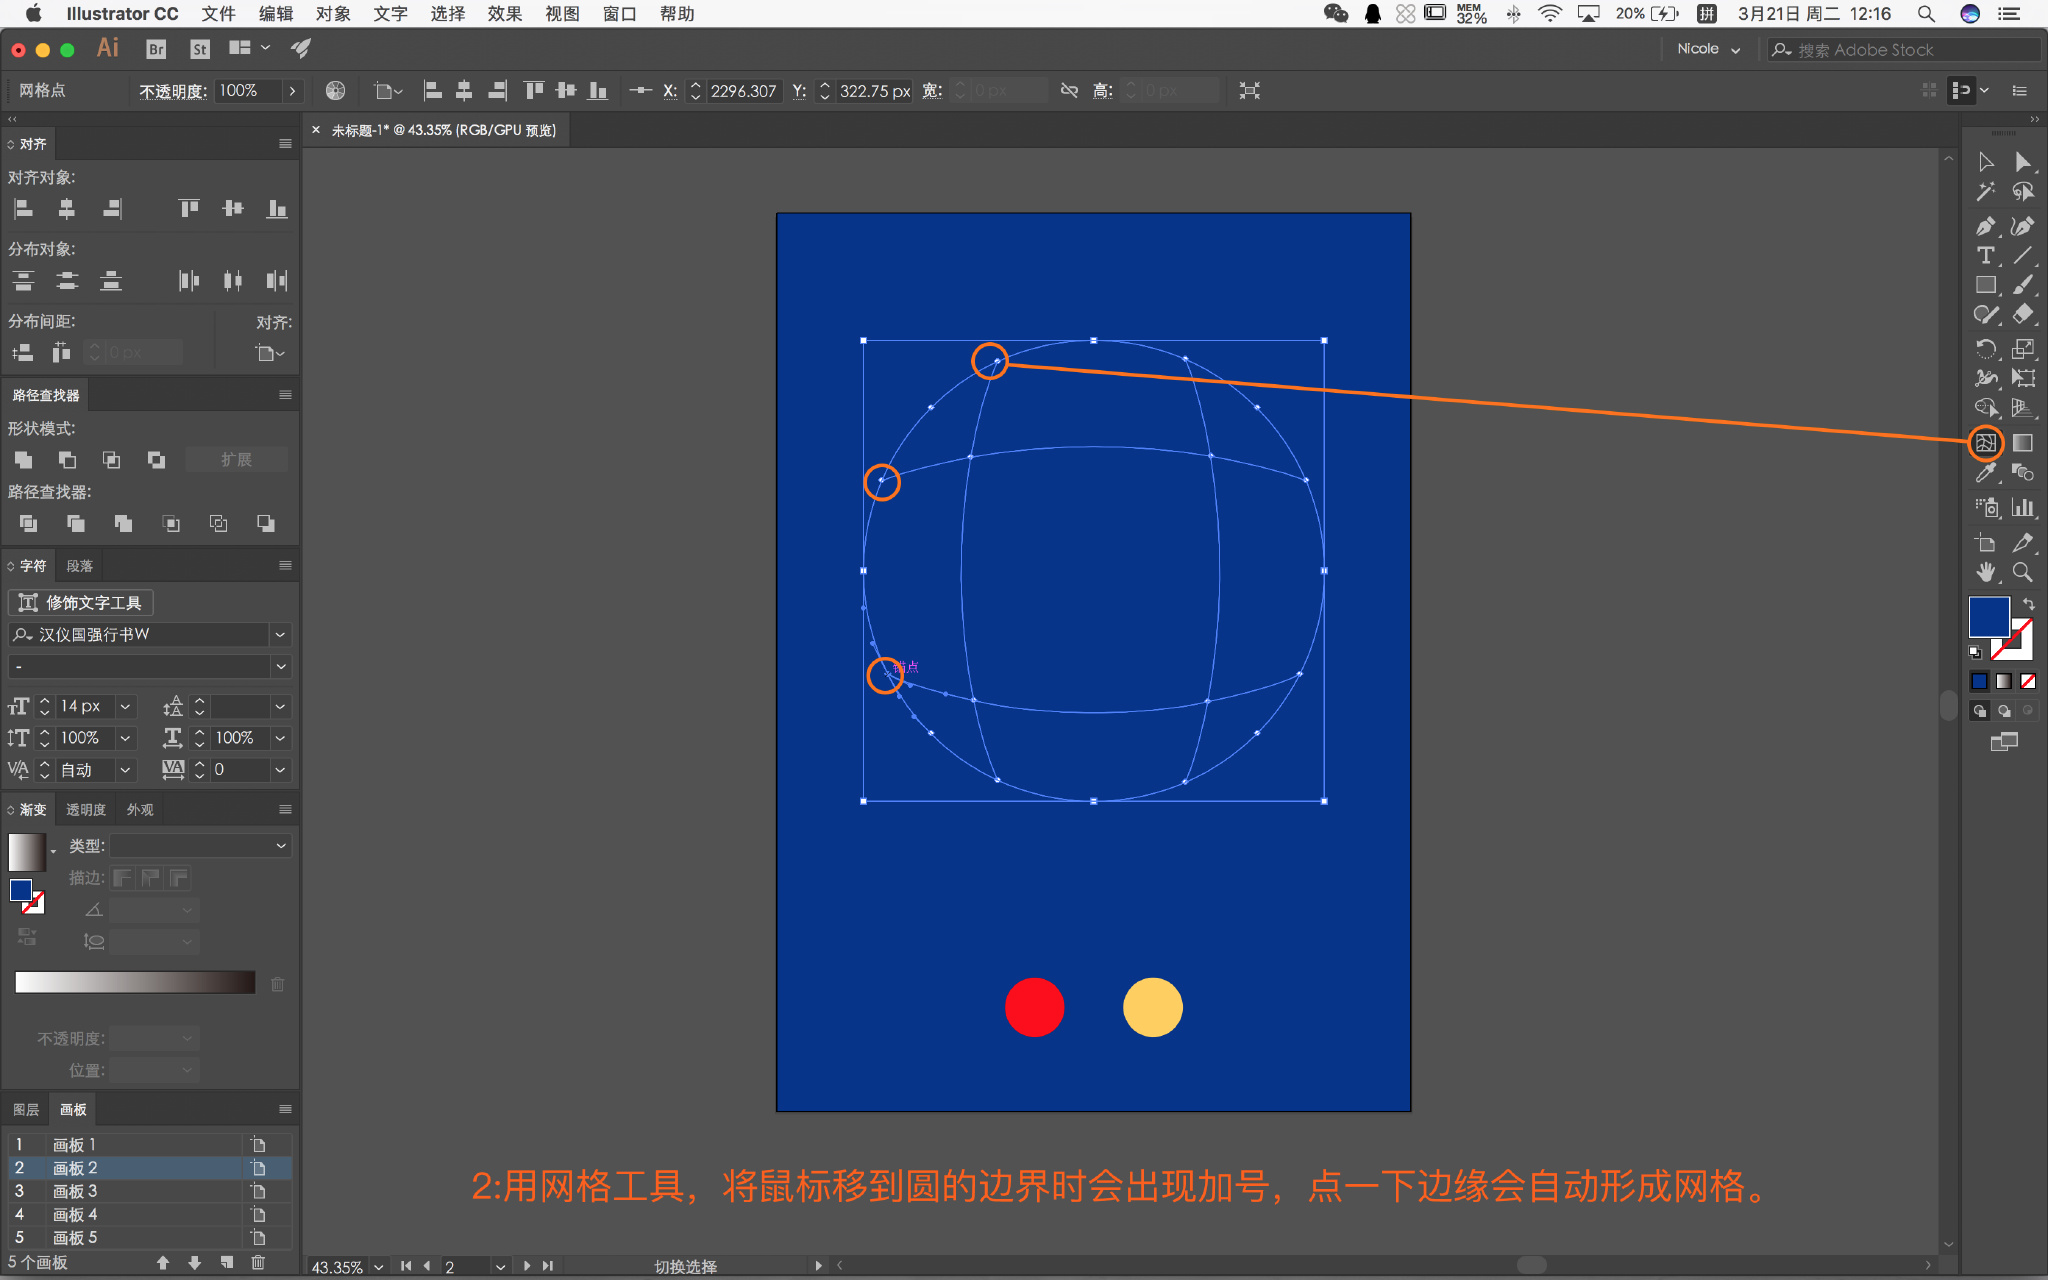 Illustrator CC 文件 编辑 对象 文字 选择 效果 视图 窗口 帮助 MEM 32% 20% 拼 3月21日 周二 12:16
Ai Br St Nicole 搜索 Adobe Stock
网格点 不透明度: 100% X: 2296.307 Y: 322.75 px 宽: 0 px 高: 0 px
× 未标题-1* @ 43.35% (RGB/GPU 预览)
对齐
对齐对象:
分布对象:
分布间距: 对齐:
0 px
路径查找器
形状模式:
扩展
路径查找器:
字符 段落
修饰文字工具
汉仪国强行书W
-
14 px
100% 100%
自动 0
渐变 透明度 外观
类型:
描边:
不透明度:
位置:
图层 画板
1 画板 1
2 画板 2
3 画板 3
4 画板 4
5 画板 5
5 个画板
锚点
2:用网格工具，将鼠标移到圆的边界时会出现加号，点一下边缘会自动形成网格。
43.35% 2 切换选择